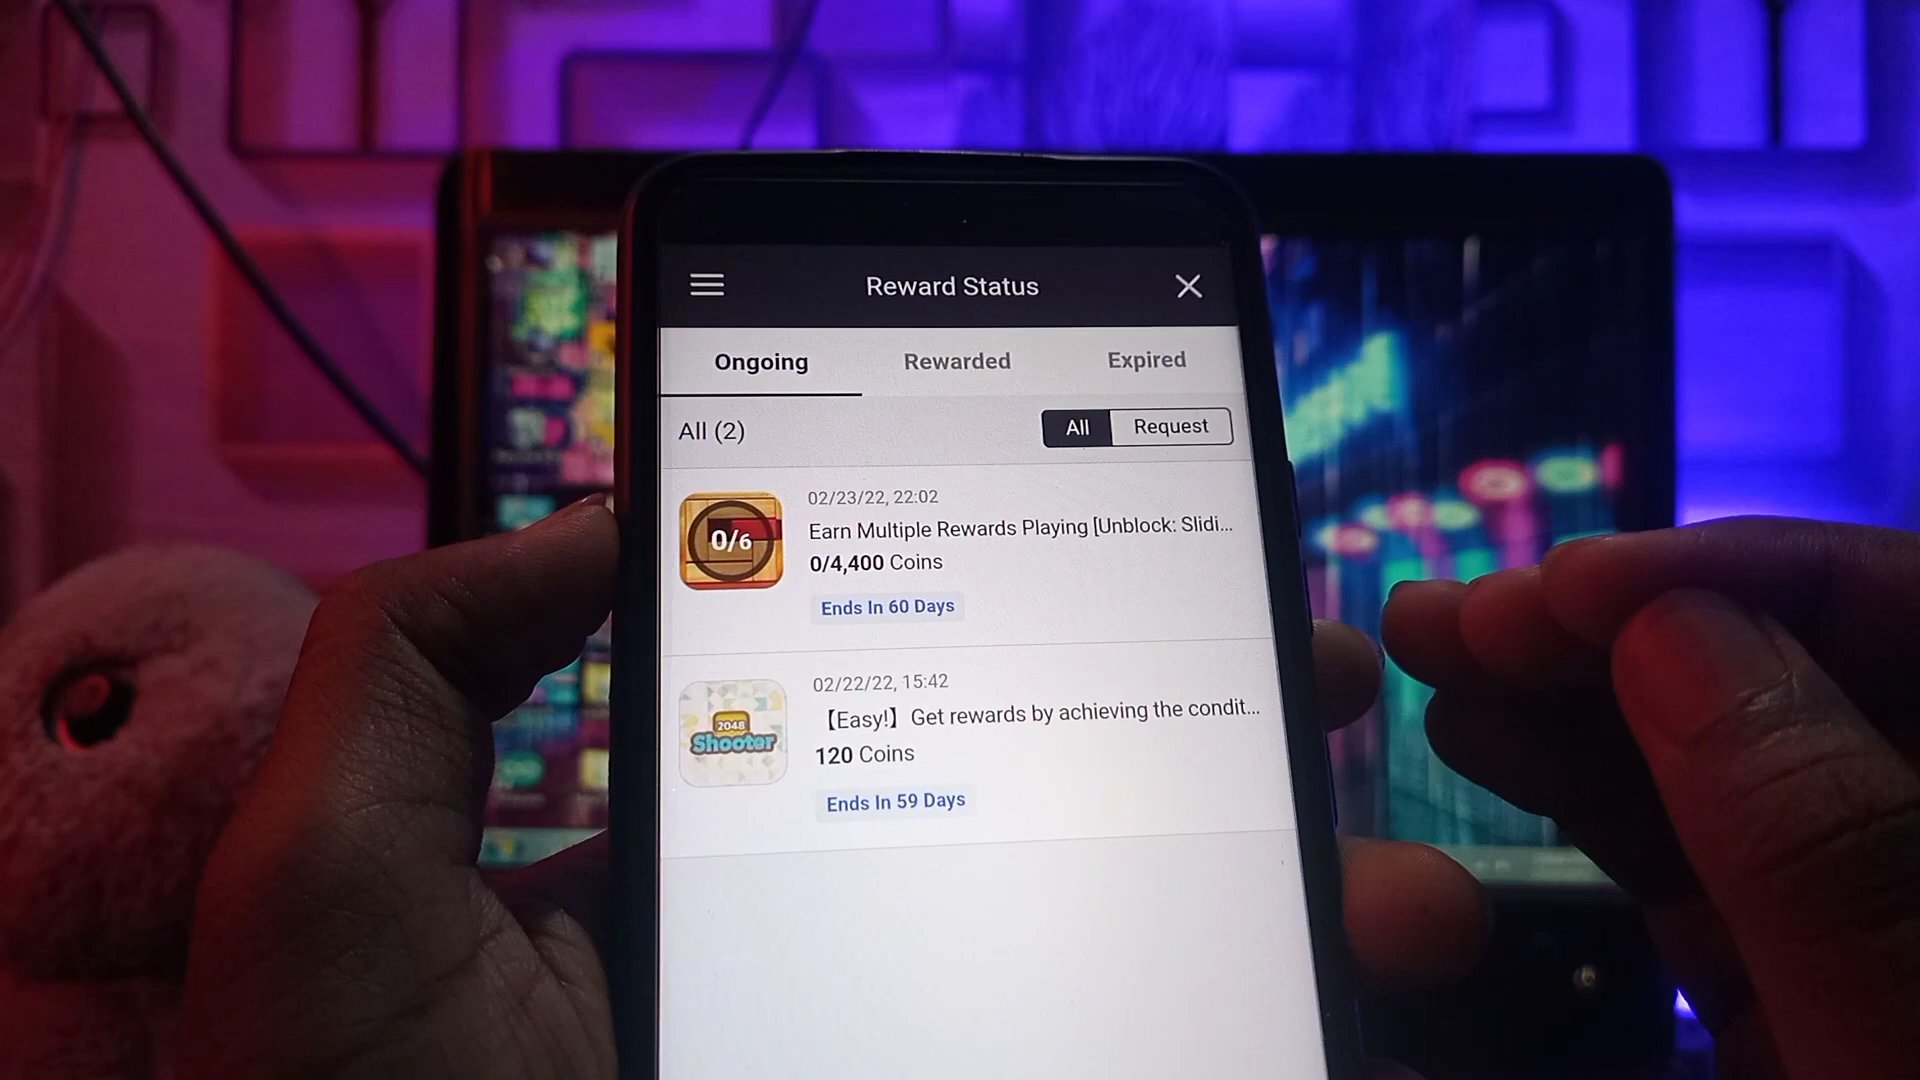 Reward Status
Ongoing Rewarded Expired
All (2) All Request
02/23/22, 22:02
Earn Multiple Rewards Playing [Unblock: Slidi...
0/6
0/4,400 Coins
Ends In 60 Days
02/22/22, 15:42
【Easy!】 Get rewards by achieving the condit...
2048
Shooter
120 Coins
Ends In 59 Days